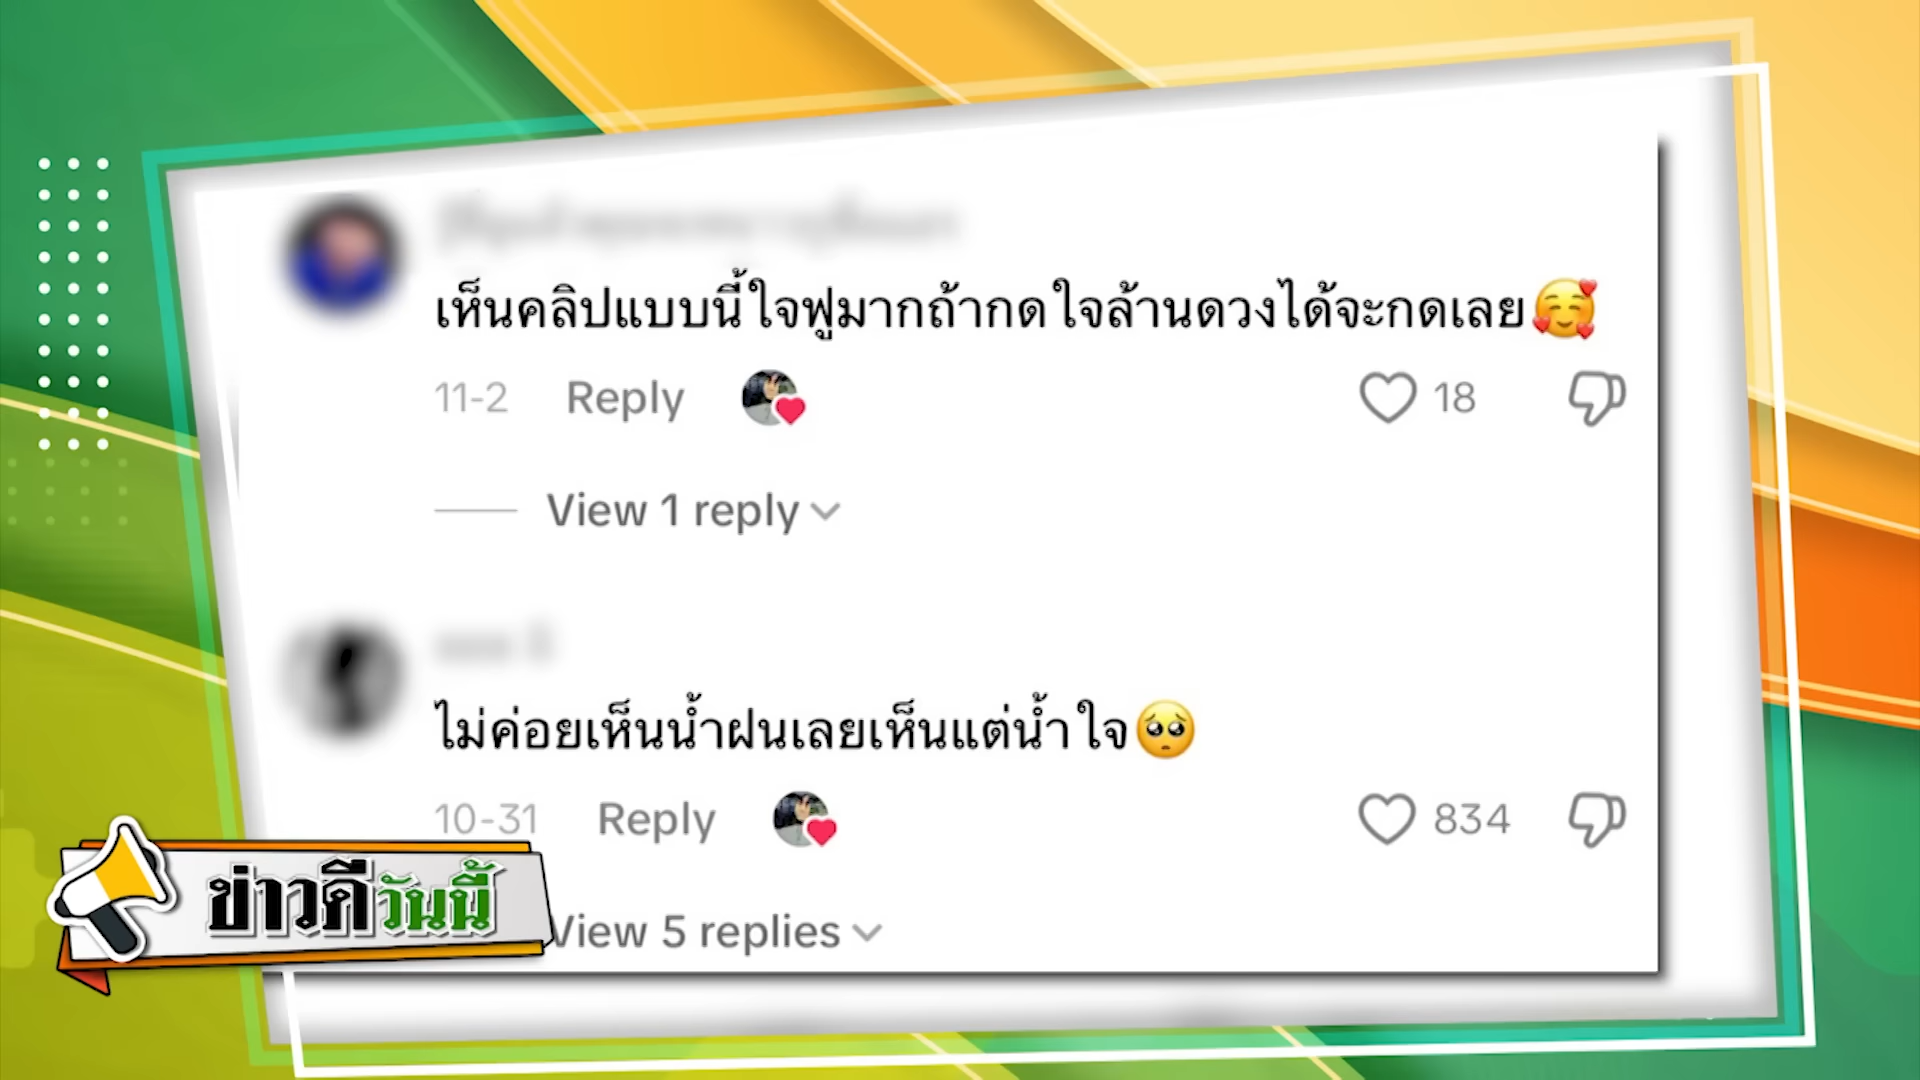 เห็นคลิปแบบนี้ใจฟูมากถ้ากดใจล้านดวงได้จะกดเลย🥰
11-2 Reply 18
View 1 reply
ไม่ค่อยเห็นน้ำฝนเลยเห็นแต่น้ำใจ🥺
10-31 Reply 834
View 5 replies
ข่าวดีวันนี้